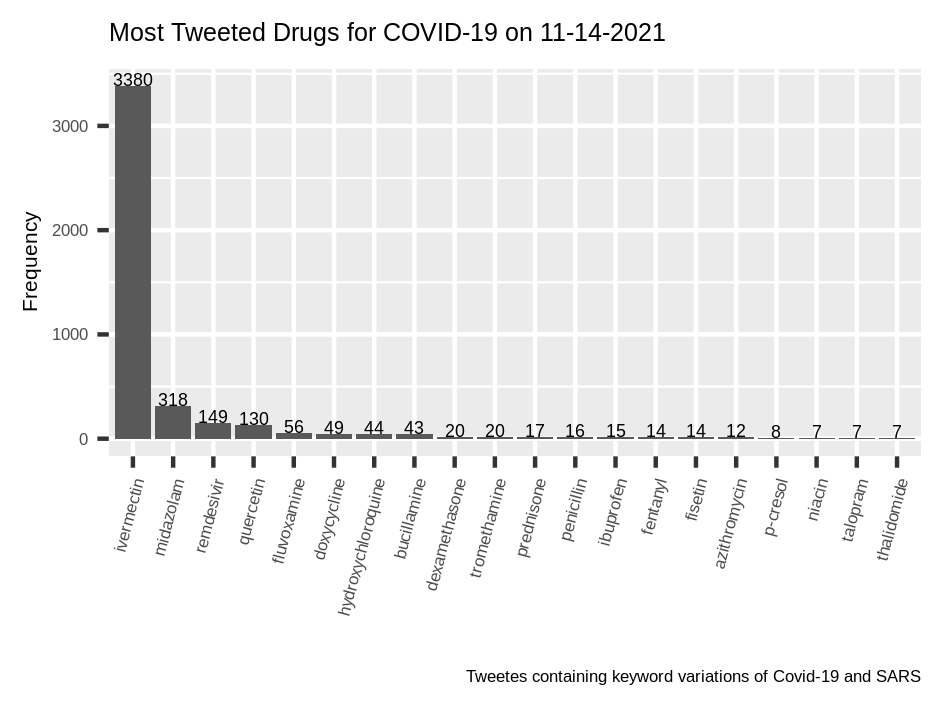 Most Tweeted Drugs for COVID-19 on 11-14-2021
Frequency
3000
2000
1000
0
3380
318
149
130
56
49
44
43
20
20
17
16
15
14
14
12
8
7
7
7
ivermectin
midazolam
remdesivir
quercetin
fluvoxamine
doxycycline
hydroxychloroquine
bucillamine
dexamethasone
tromethamine
prednisone
penicillin
ibuprofen
fentanyl
fisetin
azithromycin
p-cresol
niacin
talopram
thalidomide
Tweetes containing keyword variations of Covid-19 and SARS